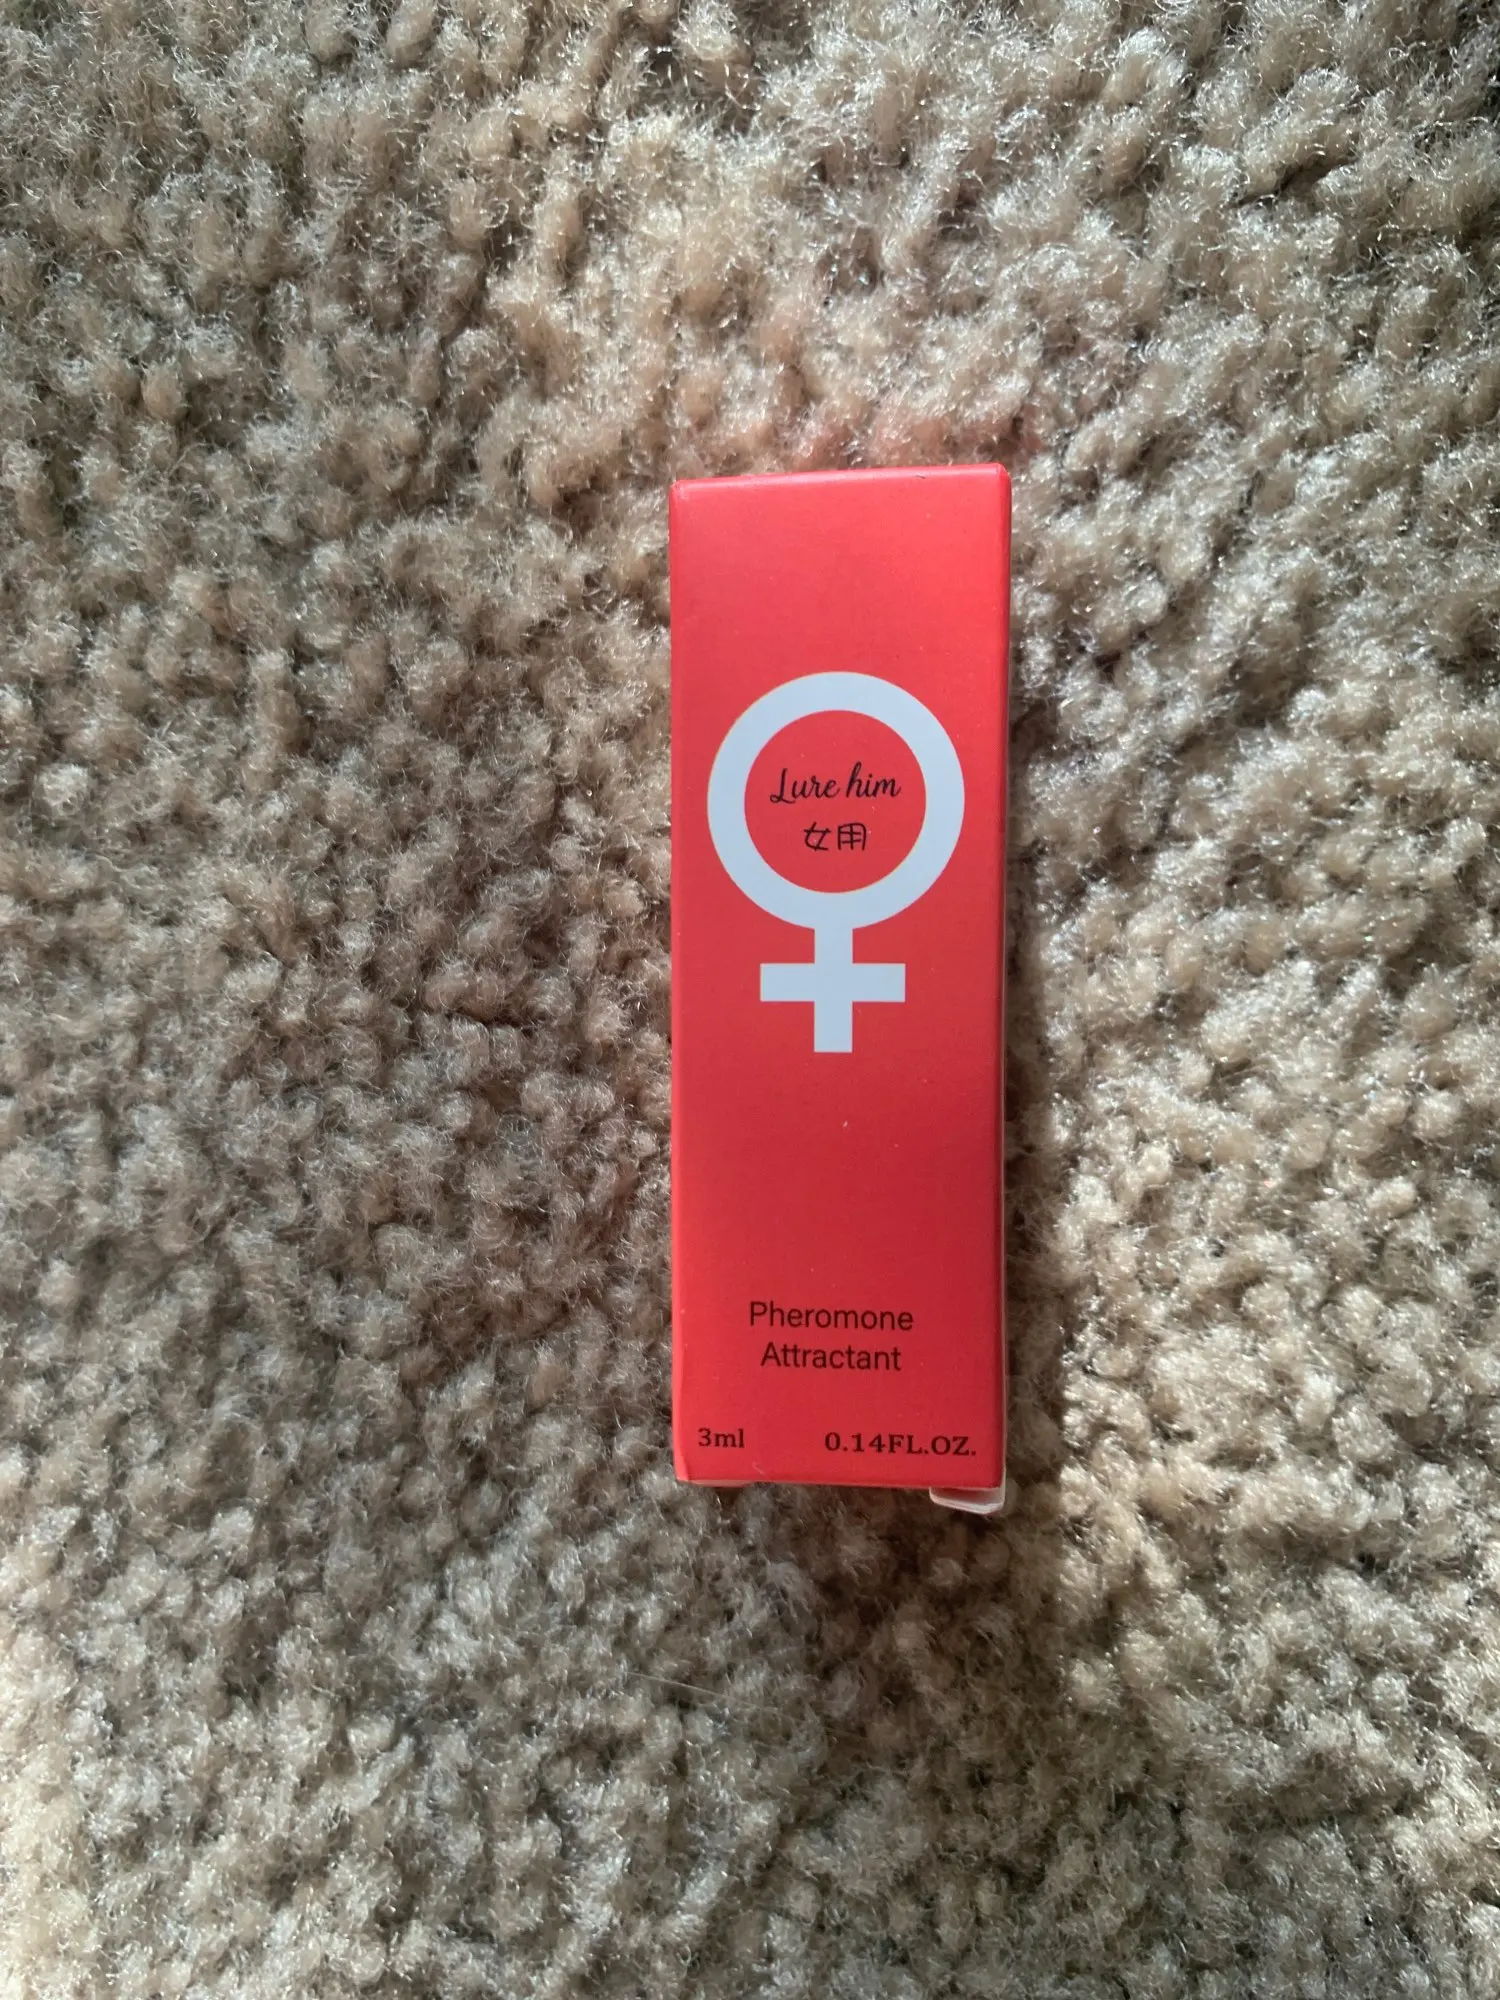 Lure him
女用
Pheromone
Attractant
3ml 0.14FL.OZ.